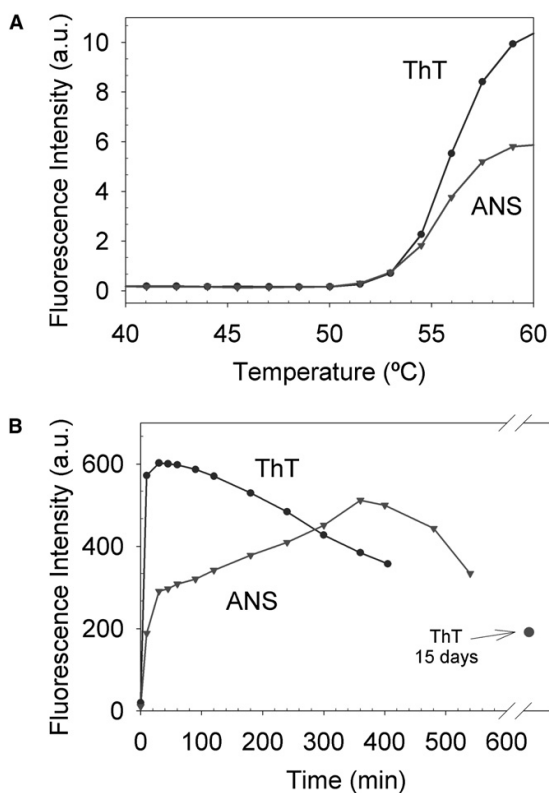 A
Fluorescence Intensity (a.u.)
10
8
6
4
2
0
ThT
ANS
40 45 50 55 60
Temperature (ºC)
B
Fluorescence Intensity (a.u.)
600
400
200
0
ThT
ANS
ThT
15 days
0 100 200 300 400 500 600
Time (min)